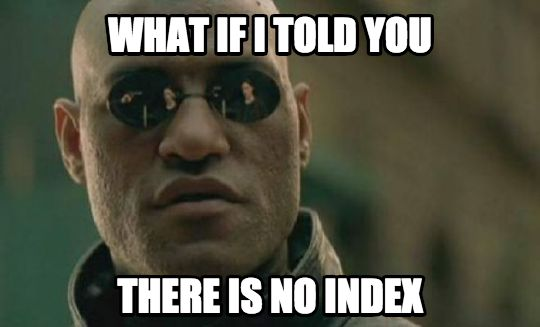 WHAT IF I TOLD YOU
THERE IS NO INDEX